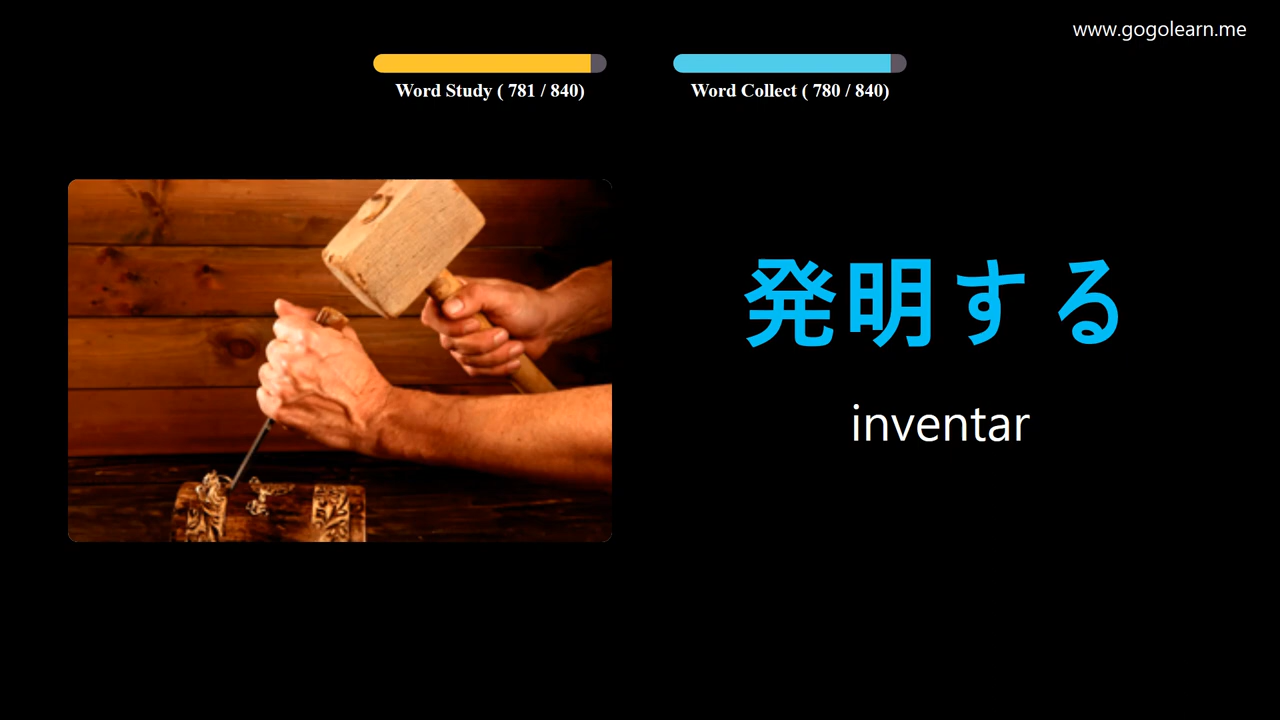 www.gogolearn.me
Word Study ( 781 / 840)
Word Collect ( 780 / 840)
発明する
inventar